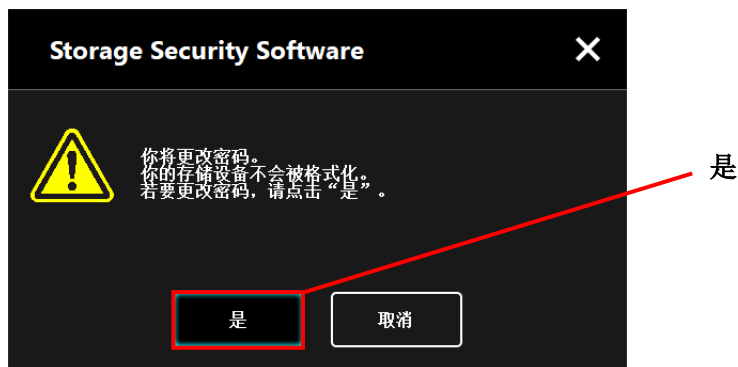 Storage Security Software
你将更改密码。
你的存储设备不会被格式化。
若要更改密码，请点击“是”。
是
是
取消